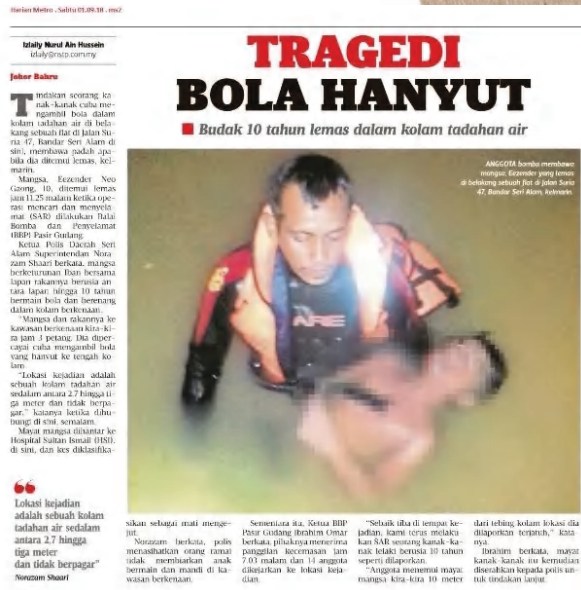 Harian Metro . Sabtu 01.09.18 . ms2
Izlaily Nurul Ain Hussein
izlaily@nstp.com.my
Johor Bahru
TRAGEDI
BOLA HANYUT
■ Budak 10 tahun lemas dalam kolam tadahan air
Tindakan seorang ka-
nak-kanak cuba me-
ngambil bola dalam
kolam tadahan air di bela-
kang sebuah flat di Jalan Su-
ria 47, Bandar Seri Alam di
sini, membawa padah apa-
bila dia ditemui lemas, kel-
marin.
Mangsa, Eezender Neo
Gaong, 10, ditemui lemas
jam 11.25 malam ketika ope-
rasi mencari dan menyela-
mat (SAR) dilakukan Balai
Bomba dan Penyelamat
(BBP) Pasir Gudang.
Ketua Polis Daerah Seri
Alam Superintendan Nora-
zam Shaari berkata, mangsa
berketurunan Iban bersama
lapan rakannya berusia an-
tara lapan hingga 10 tahun
bermain bola dan berenang
dalam kolam berkenaan.
"Mangsa dan rakannya ke
kawasan berkenaan kira-ki-
ra jam 3 petang. Dia diper-
cayai cuba mengambil bola
yang hanyut ke tengah ko-
lam.
"Lokasi kejadian adalah
sebuah kolam tadahan air
sedalam antara 2.7 hingga ti-
ga meter dan tidak berpa-
gar," katanya ketika dihu-
bungi di sini, semalam.
Mayat mangsa dihantar ke
Hospital Sultan Ismail (HSI),
di sini, dan kes diklasifika-
ANGGOTA bomba membawa
mangsa, Eezender yang lemas
di belakang sebuah flat di Jalan Suria
47, Bandar Seri Alam, kelmarin.
ARE
“
Lokasi kejadian
adalah sebuah kolam
tadahan air sedalam
antara 2.7 hingga
tiga meter
dan tidak berpagar"
Norazam Shaari
sikan sebagai mati menge-
jut.
Norazam berkata, polis
menasihatkan orang ramai
tidak membiarkan anak
bermain dan mandi di ka-
wasan berkenaan.
Sementara itu, Ketua BBP
Pasir Gudang Ibrahim Omar
berkata, pihaknya menerima
panggilan kecemasan jam
7.03 malam dan 14 anggota
dikejarkan ke lokasi keja-
dian.
"Sebaik tiba di tempat ke-
jadian, kami terus melaku-
kan SAR seorang kanak-ka-
nak lelaki berusia 10 tahun
seperti dilaporkan.
"Anggota menemui mayat
mangsa kira-kira 10 meter
dari tebing kolam lokasi dia
dilaporkan terjatuh," kata-
nya.
Ibrahim berkata, mayat
kanak-kanak itu kemudian
diserahkan kepada polis un-
tuk tindakan lanjut.